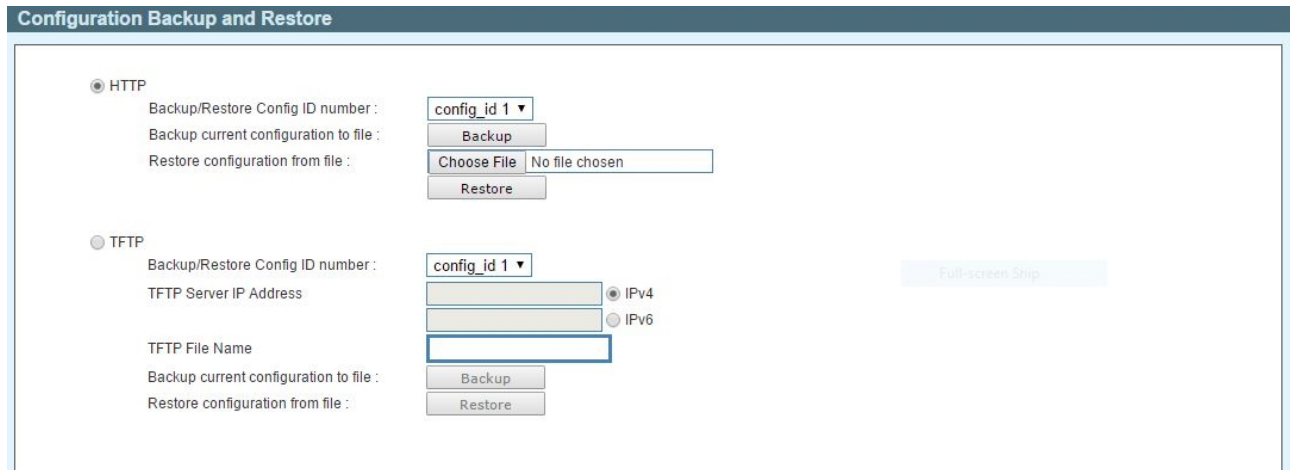 Configuration Backup and Restore
HTTP
Backup/Restore Config ID number :
config_id 1
Backup current configuration to file :
Backup
Restore configuration from file :
Choose File No file chosen
Restore
TFTP
Backup/Restore Config ID number :
config_id 1
Full-screen Snip
TFTP Server IP Address
IPv4
IPv6
TFTP File Name
Backup current configuration to file :
Backup
Restore configuration from file :
Restore